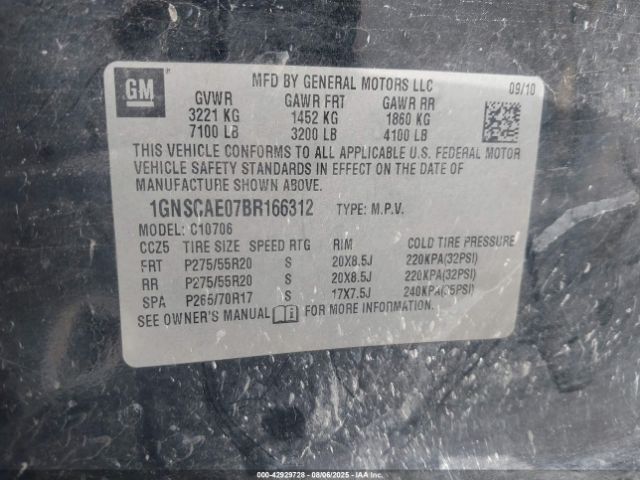 GM
MFD BY GENERAL MOTORS LLC 09/10
GVWR GAWR FRT GAWR RR
3221 KG 1452 KG 1860 KG
7100 LB 3200 LB 4100 LB
THIS VEHICLE CONFORMS TO ALL APPLICABLE U.S. FEDERAL MOTOR
VEHICLE SAFETY STANDARDS IN EFFECT ON THE DATE OF
MANUFACTURE SHOWN ABOVE.
1GNSCAE07BR166312 TYPE: M.P.V.
MODEL: C10706
CCZ5 TIRE SIZE SPEED RTG RIM COLD TIRE PRESSURE
FRT P275/55R20 S 20X8.5J 220KPA(32PSI)
RR P275/55R20 S 20X8.5J 220KPA(32PSI)
SPA P265/70R17 S 17X7.5J 240KPA(35PSI)
SEE OWNER'S MANUAL FOR MORE INFORMATION.
000-42929728 - 08/06/2025 - IAAI.COM